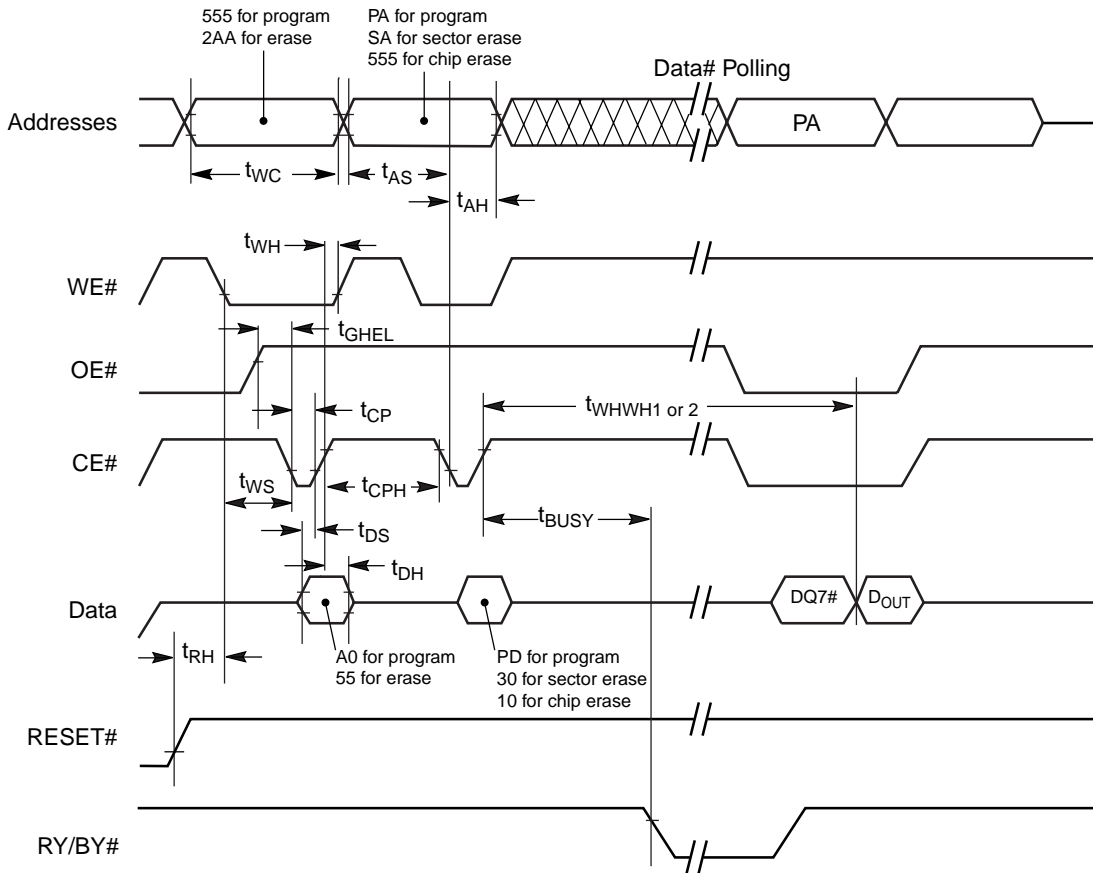 555 for program
2AA for erase
PA for program
SA for sector erase
555 for chip erase
Data# Polling
Addresses
PA
tWC
tAS
tAH
tWH
WE#
tGHEL
OE#
tCP
tWHWH1 or 2
CE#
tWS
tCPH
tBUSY
tDS
tDH
Data
DQ7#
DOUT
tRH
A0 for program
55 for erase
PD for program
30 for sector erase
10 for chip erase
RESET#
RY/BY#